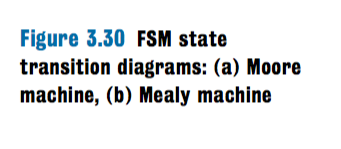 Figure 3.30 FSM state
transition diagrams: (a) Moore
machine, (b) Mealy machine